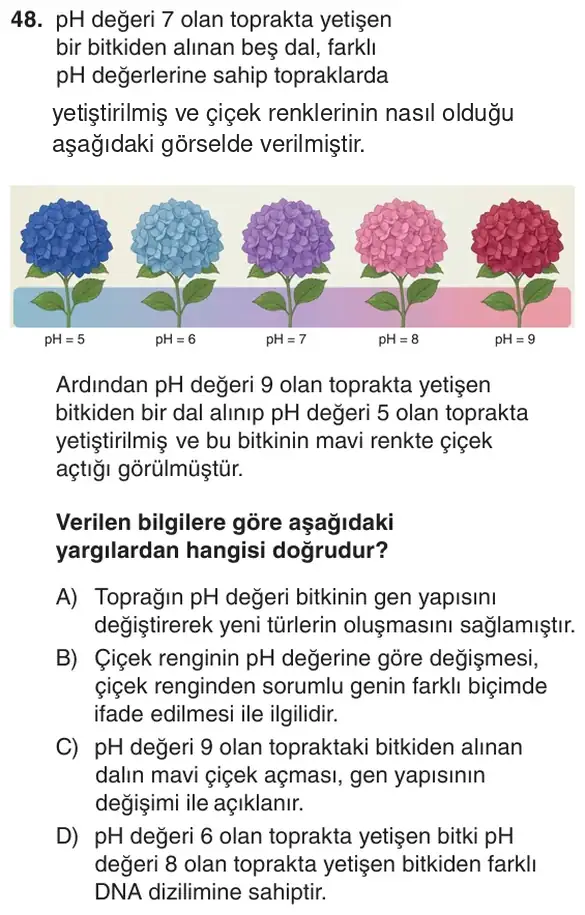 48. pH değeri 7 olan toprakta yetişen
bir bitkiden alınan beş dal, farklı
pH değerlerine sahip topraklarda
yetiştirilmiş ve çiçek renklerinin nasıl olduğu
aşağıdaki görselde verilmiştir.
pH = 5 pH = 6 pH = 7 pH = 8 pH = 9
Ardından pH değeri 9 olan toprakta yetişen
bitkiden bir dal alınıp pH değeri 5 olan toprakta
yetiştirilmiş ve bu bitkinin mavi renkte çiçek
açtığı görülmüştür.
Verilen bilgilere göre aşağıdaki
yargılardan hangisi doğrudur?
A) Toprağın pH değeri bitkinin gen yapısını
değiştirerek yeni türlerin oluşmasını sağlamıştır.
B) Çiçek renginin pH değerine göre değişmesi,
çiçek renginden sorumlu genin farklı biçimde
ifade edilmesi ile ilgilidir.
C) pH değeri 9 olan topraktaki bitkiden alınan
dalın mavi çiçek açması, gen yapısının
değişimi ile açıklanır.
D) pH değeri 6 olan toprakta yetişen bitki pH
değeri 8 olan toprakta yetişen bitkiden farklı
DNA dizilimine sahiptir.